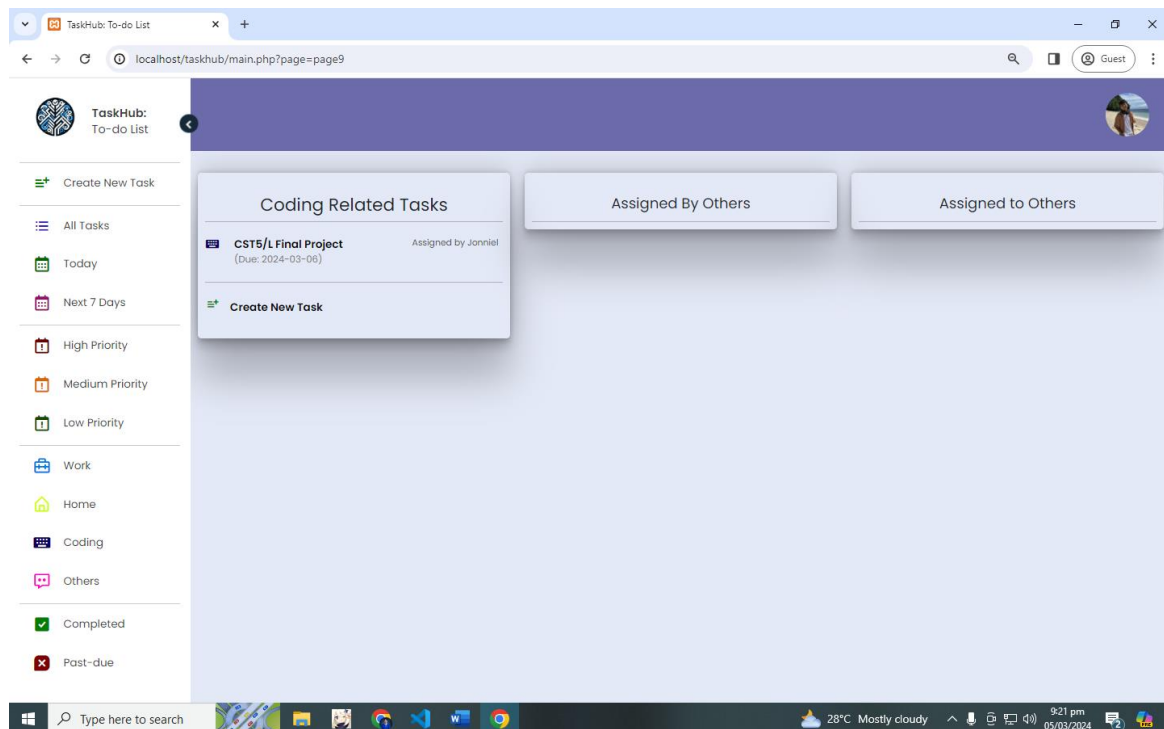 TaskHub: To-do List
localhost/taskhub/main.php?page=page9
Guest
TaskHub:
To-do List
Create New Task
All Tasks
Today
Next 7 Days
High Priority
Medium Priority
Low Priority
Work
Home
Coding
Others
Completed
Past-due
Coding Related Tasks
CST5/L Final Project
Assigned by Jonniel
(Due: 2024-03-06)
Create New Task
Assigned By Others
Assigned to Others
Type here to search
28°C Mostly cloudy
9:21 pm
05/03/2024
2